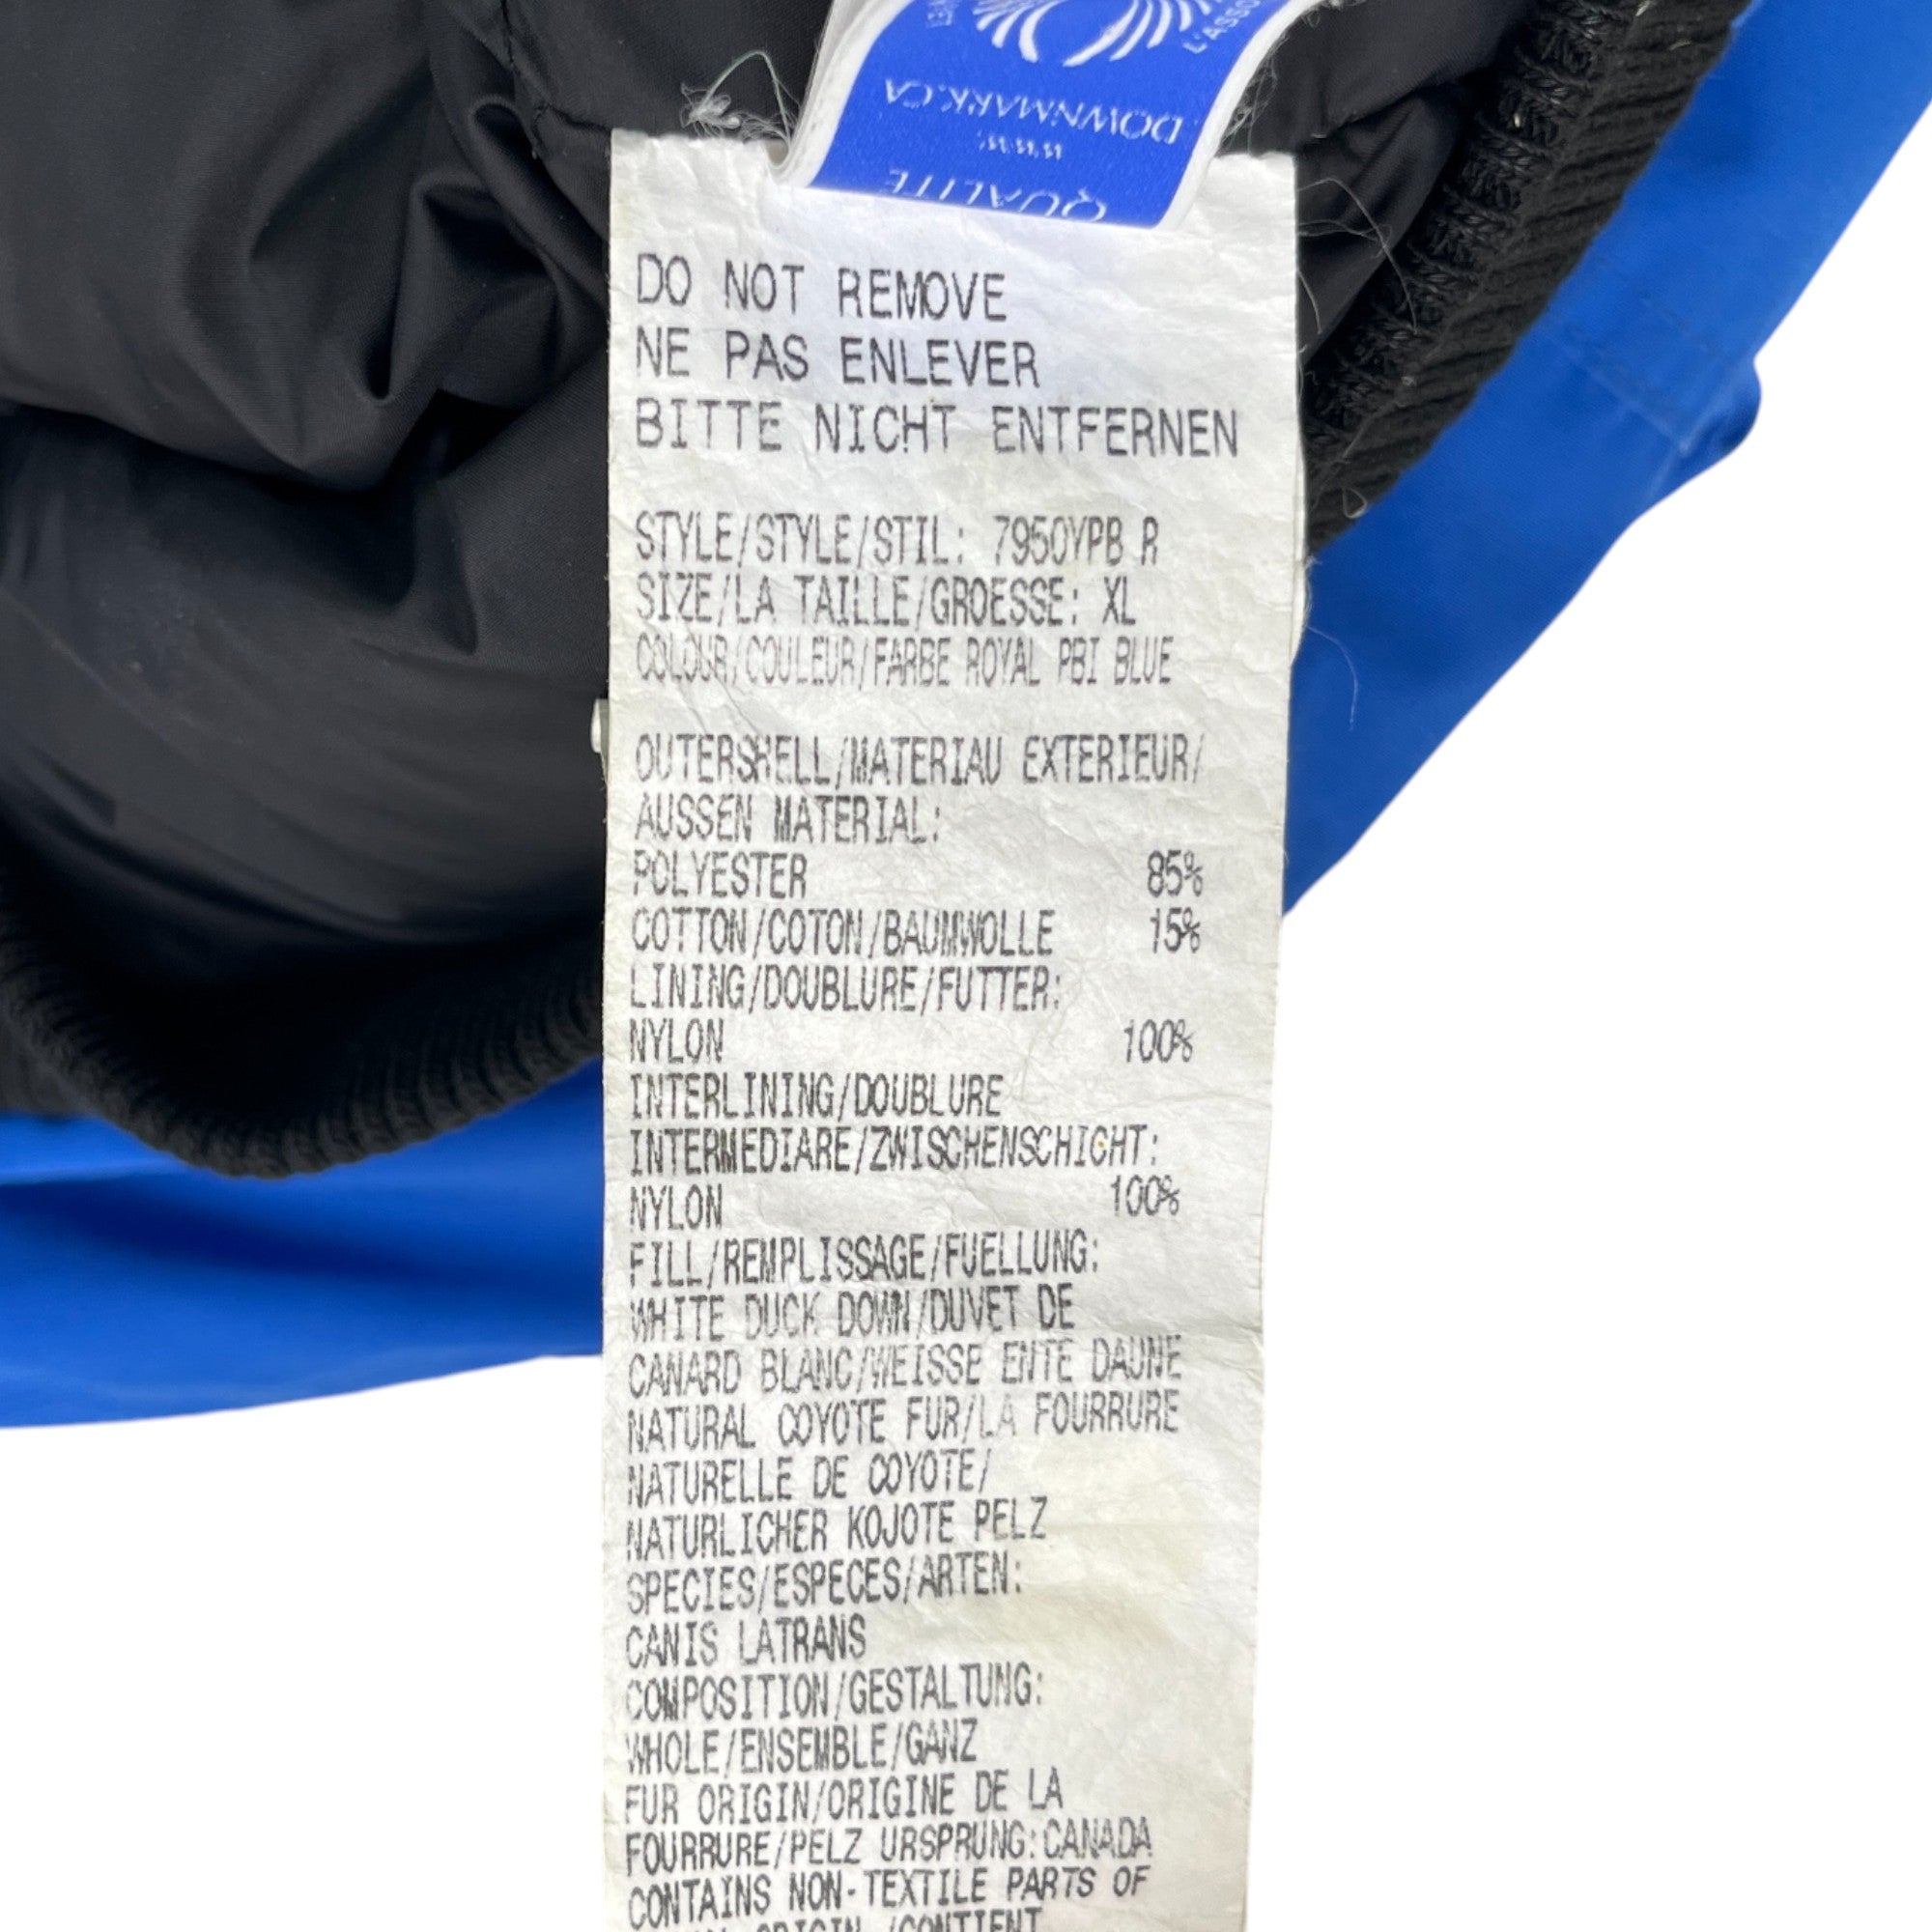 L'ASSO
DOWNMARK.CA
QUALITE
DO NOT REMOVE
NE PAS ENLEVER
BITTE NICHT ENTFERNEN
STYLE/STYLE/STIL: 7950YPB R
SIZE/LA TAILLE/GROESSE: XL
COLOUR/COULEUR/FARBE ROYAL PBI BLUE
OUTERSHELL/MATERIAU EXTERIEUR/
AUSSEN MATERIAL:
POLYESTER 85%
COTTON/COTON/BAUMWOLLE 15%
LINING/DOUBLURE/FUTTER:
NYLON 100%
INTERLINING/DOUBLURE
INTERMEDIARE/ZWISCHENSCHICHT:
NYLON 100%
FILL/REMPLISSAGE/FUELLUNG:
WHITE DUCK DOWN/DUVET DE
CANARD BLANC/WEISSE ENTE DAUNE
NATURAL COYOTE FUR/LA FOURRURE
NATURELLE DE COYOTE/
NATURLICHER KOJOTE PELZ
SPECIES/ESPECES/ARTEN:
CANIS LATRANS
COMPOSITION/GESTALTUNG:
WHOLE/ENSEMBLE/GANZ
FUR ORIGIN/ORIGINE DE LA
FOURRURE/PELZ URSPRUNG:CANADA
CONTAINS NON-TEXTILE PARTS OF
ORIGIN /CONTIENT